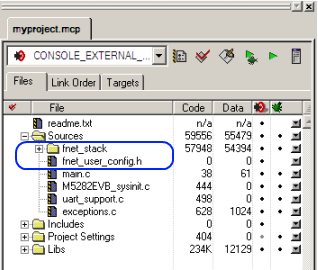 myproject.mcp
CONSOLE_EXTERNAL_...
Files Link Order Targets
File Code Data
readme.txt n/a n/a
Sources 59556 55479
fnet_stack 57948 54394
fnet_user_config.h 0 0
main.c 38 61
M5282EVB_sysinit.c 444 0
uart_support.c 498 0
exceptions.c 628 1024
Includes 0 0
Project Settings 404 0
Libs 234K 12129